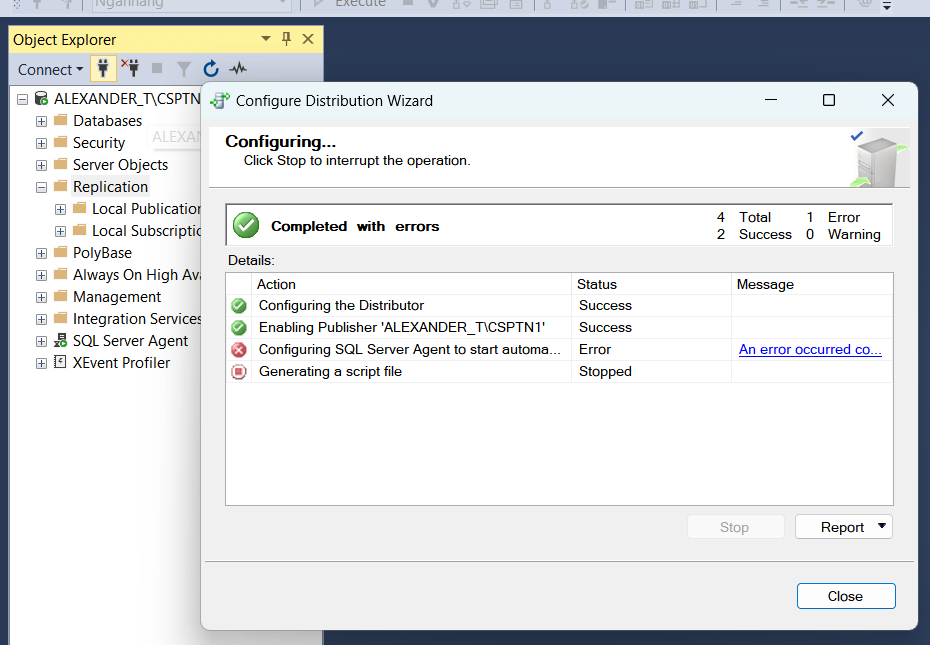 Nganhang
Execute
Object Explorer
Connect
ALEXANDER_T\CSPTN
Databases
Security
ALEXAN
Server Objects
Replication
Local Publication
Local Subscriptio
PolyBase
Always On High Ava
Management
Integration Services
SQL Server Agent
XEvent Profiler
Configure Distribution Wizard
Configuring...
Click Stop to interrupt the operation.
Completed with errors
4 Total 1 Error
2 Success 0 Warning
Details:
Action Status Message
Configuring the Distributor Success
Enabling Publisher 'ALEXANDER_T\CSPTN1' Success
Configuring SQL Server Agent to start automa... Error An error occurred co...
Generating a script file Stopped
Stop Report
Close